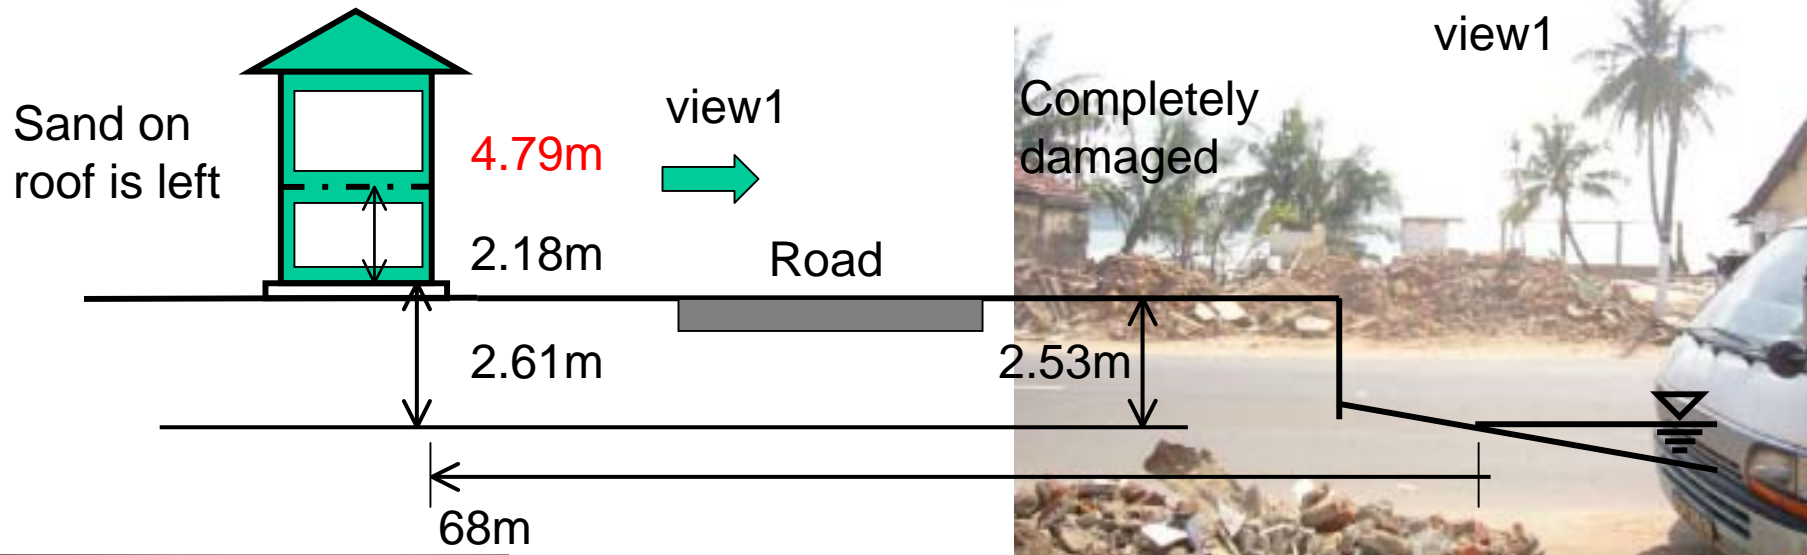 view1
Sand on
roof is left
4.79m
view1
Completely
damaged
2.18m
Road
2.61m
2.53m
68m